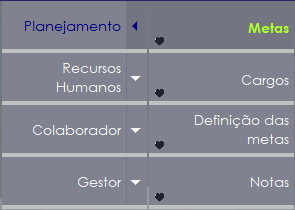 Planejamento
Metas
Recursos
Humanos
Cargos
Colaborador
Definição das
metas
Gestor
Notas